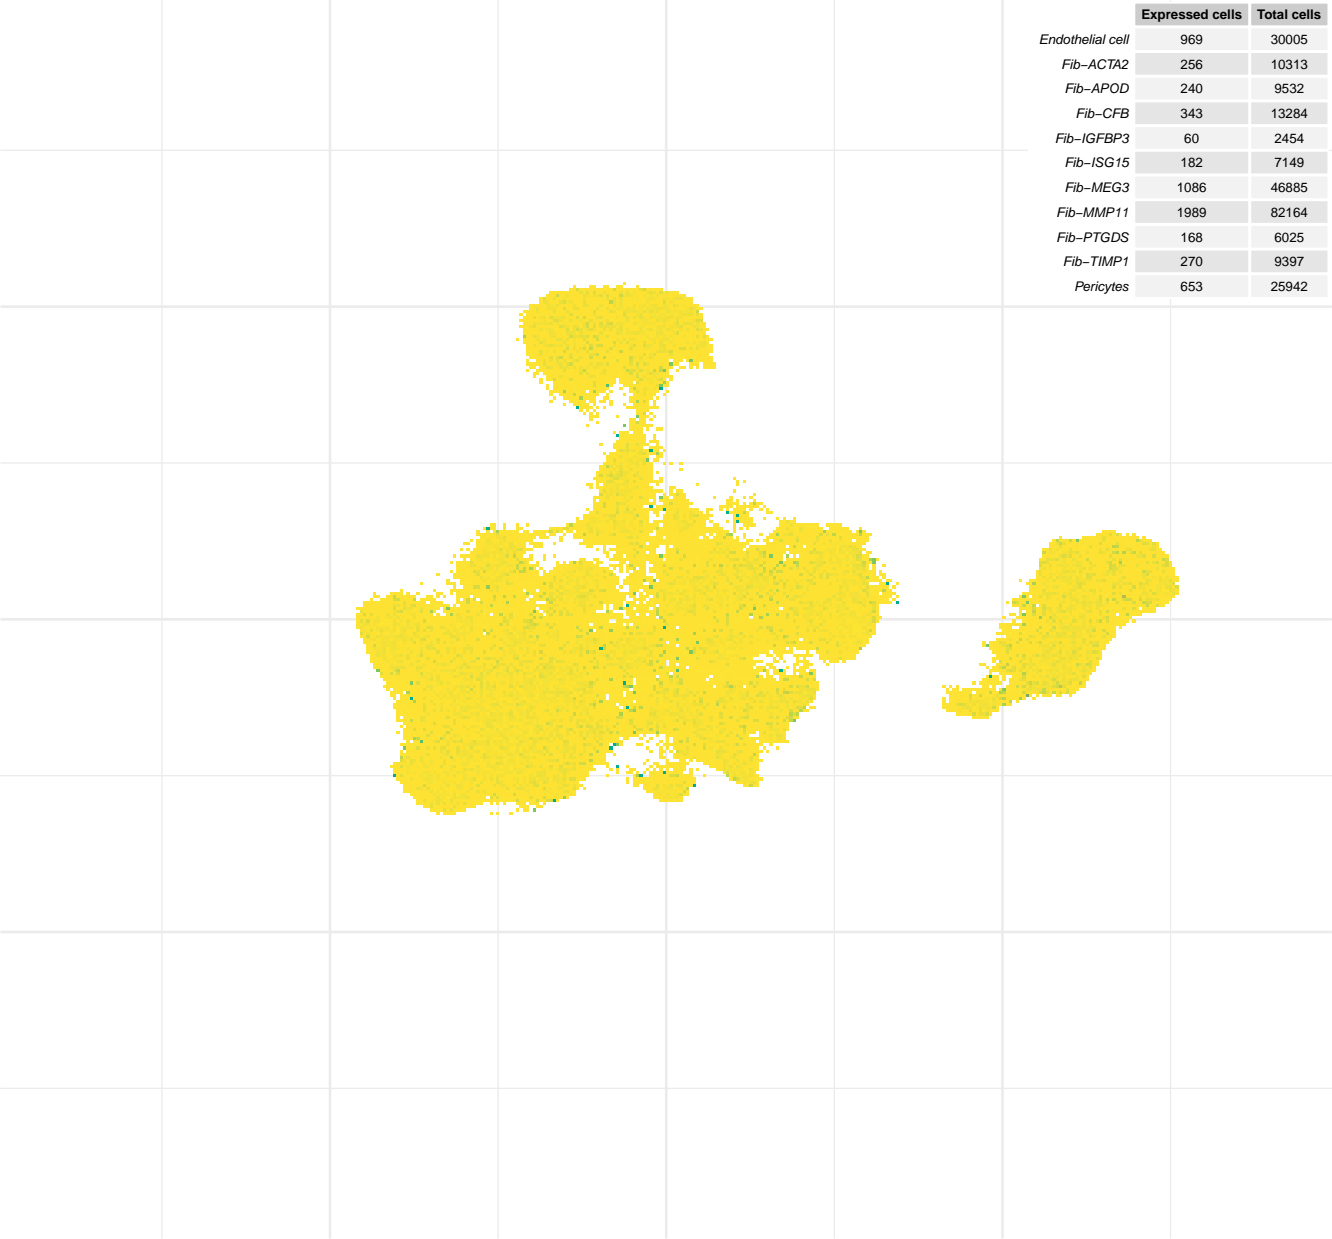 Expressed cells Total cells
Endothelial cell 969 30005
Fib−ACTA2 256 10313
Fib−APOD 240 9532
Fib−CFB 343 13284
Fib−IGFBP3 60 2454
Fib−ISG15 182 7149
Fib−MEG3 1086 46885
Fib−MMP11 1989 82164
Fib−PTGDS 168 6025
Fib−TIMP1 270 9397
Pericytes 653 25942